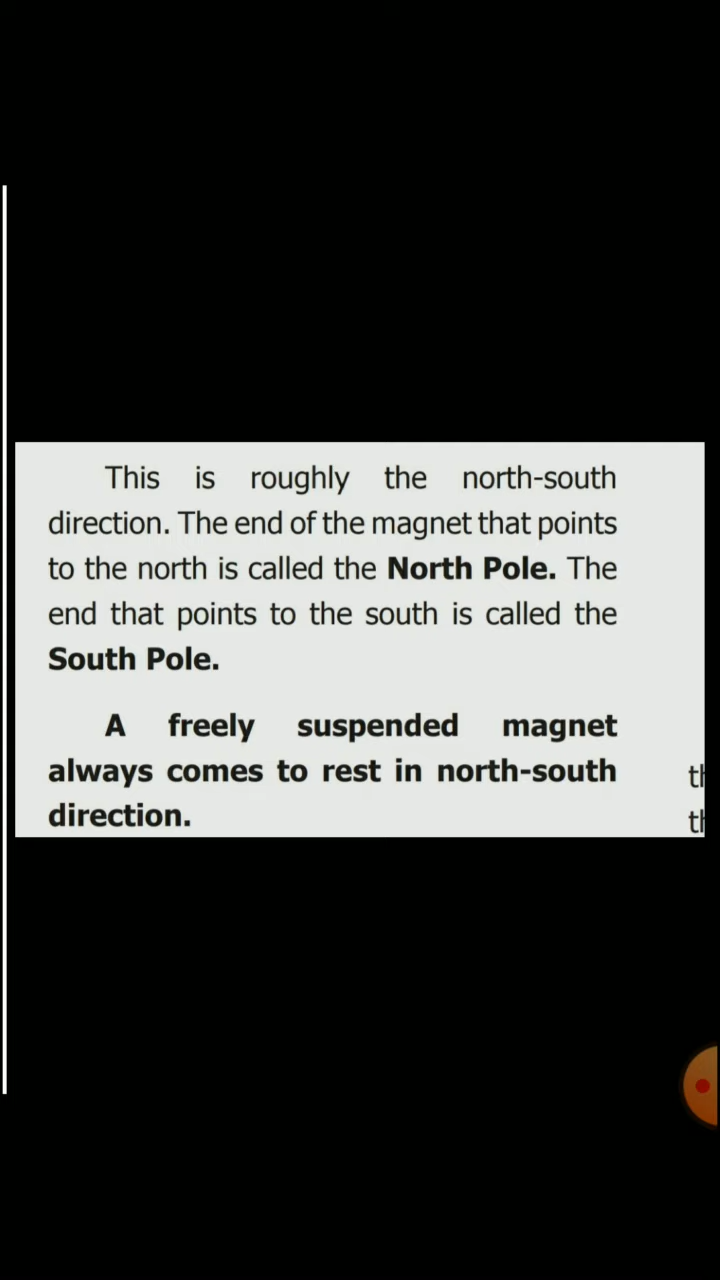 This is roughly the north-south
direction. The end of the magnet that points
to the north is called the North Pole. The
end that points to the south is called the
South Pole.
A freely suspended magnet
always comes to rest in north-south
direction.